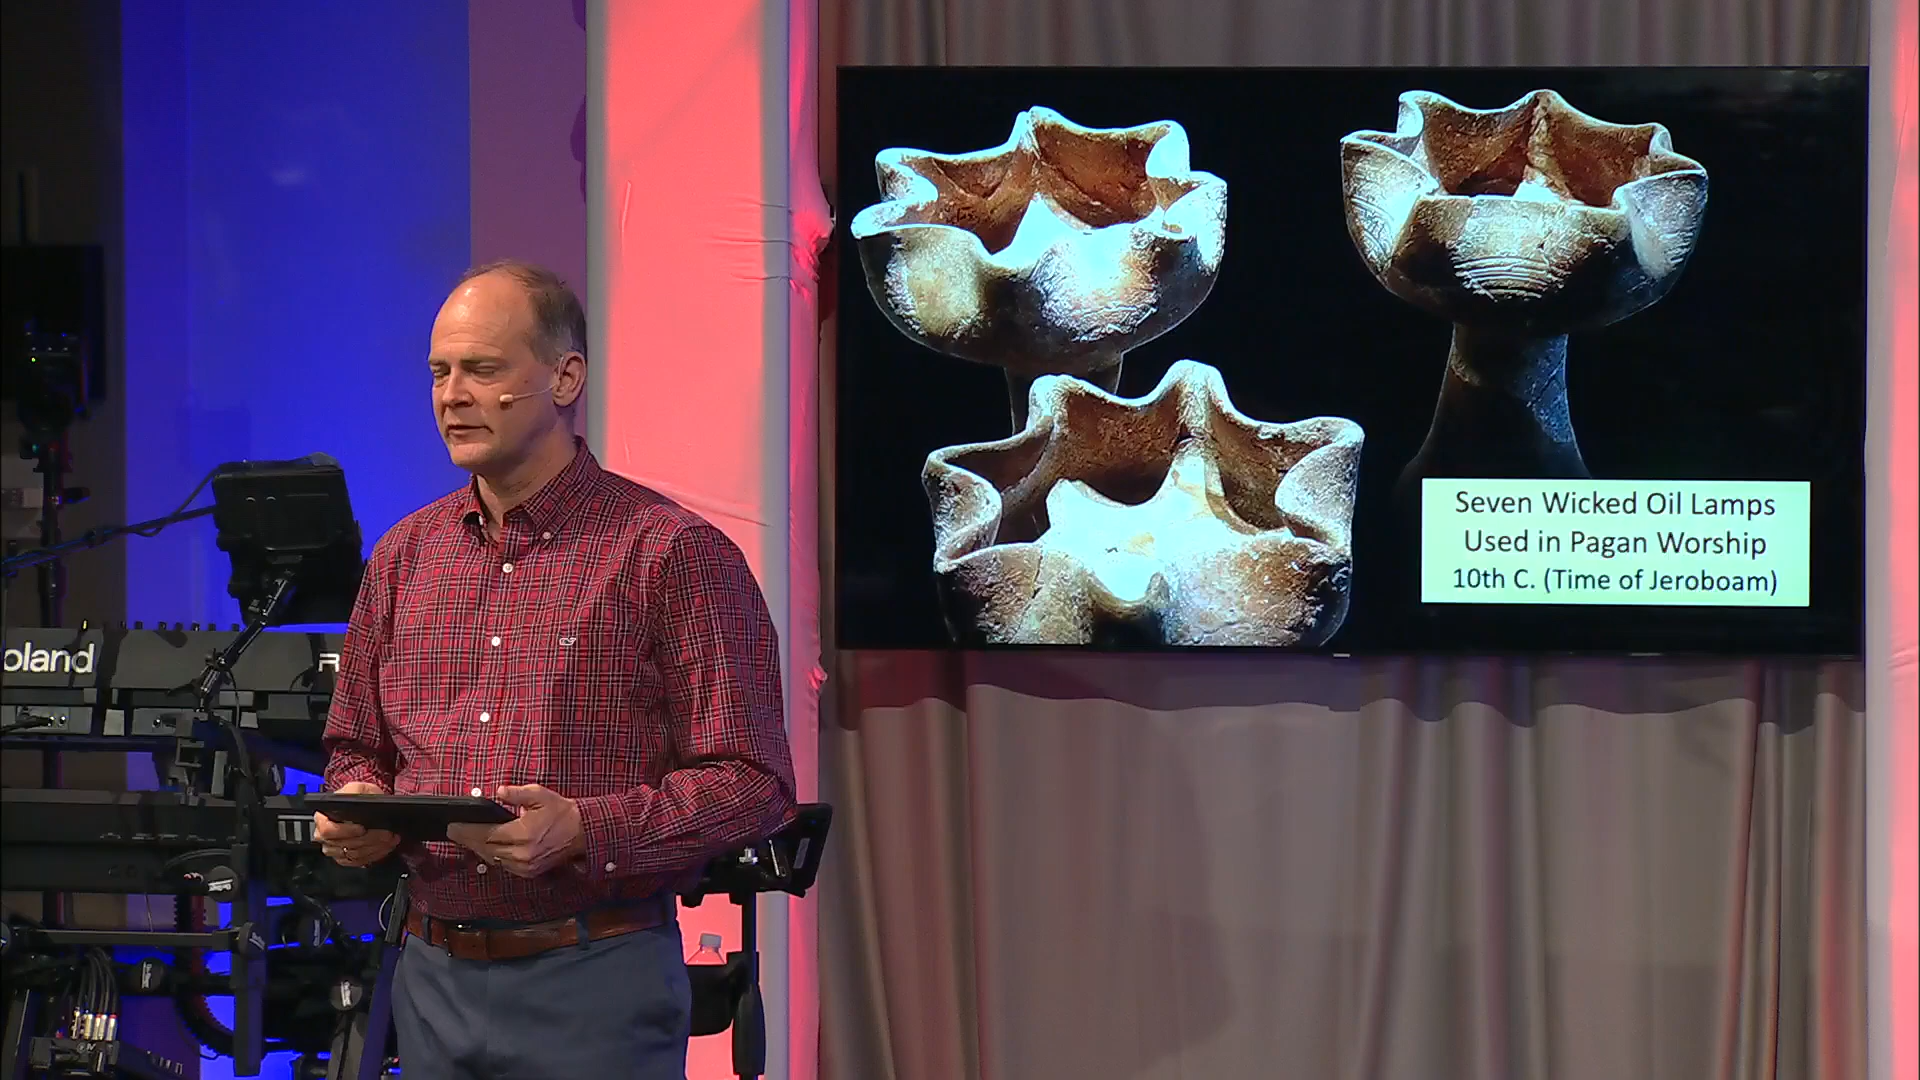 Seven Wicked Oil Lamps
Used in Pagan Worship
10th C. (Time of Jeroboam)
oland
R